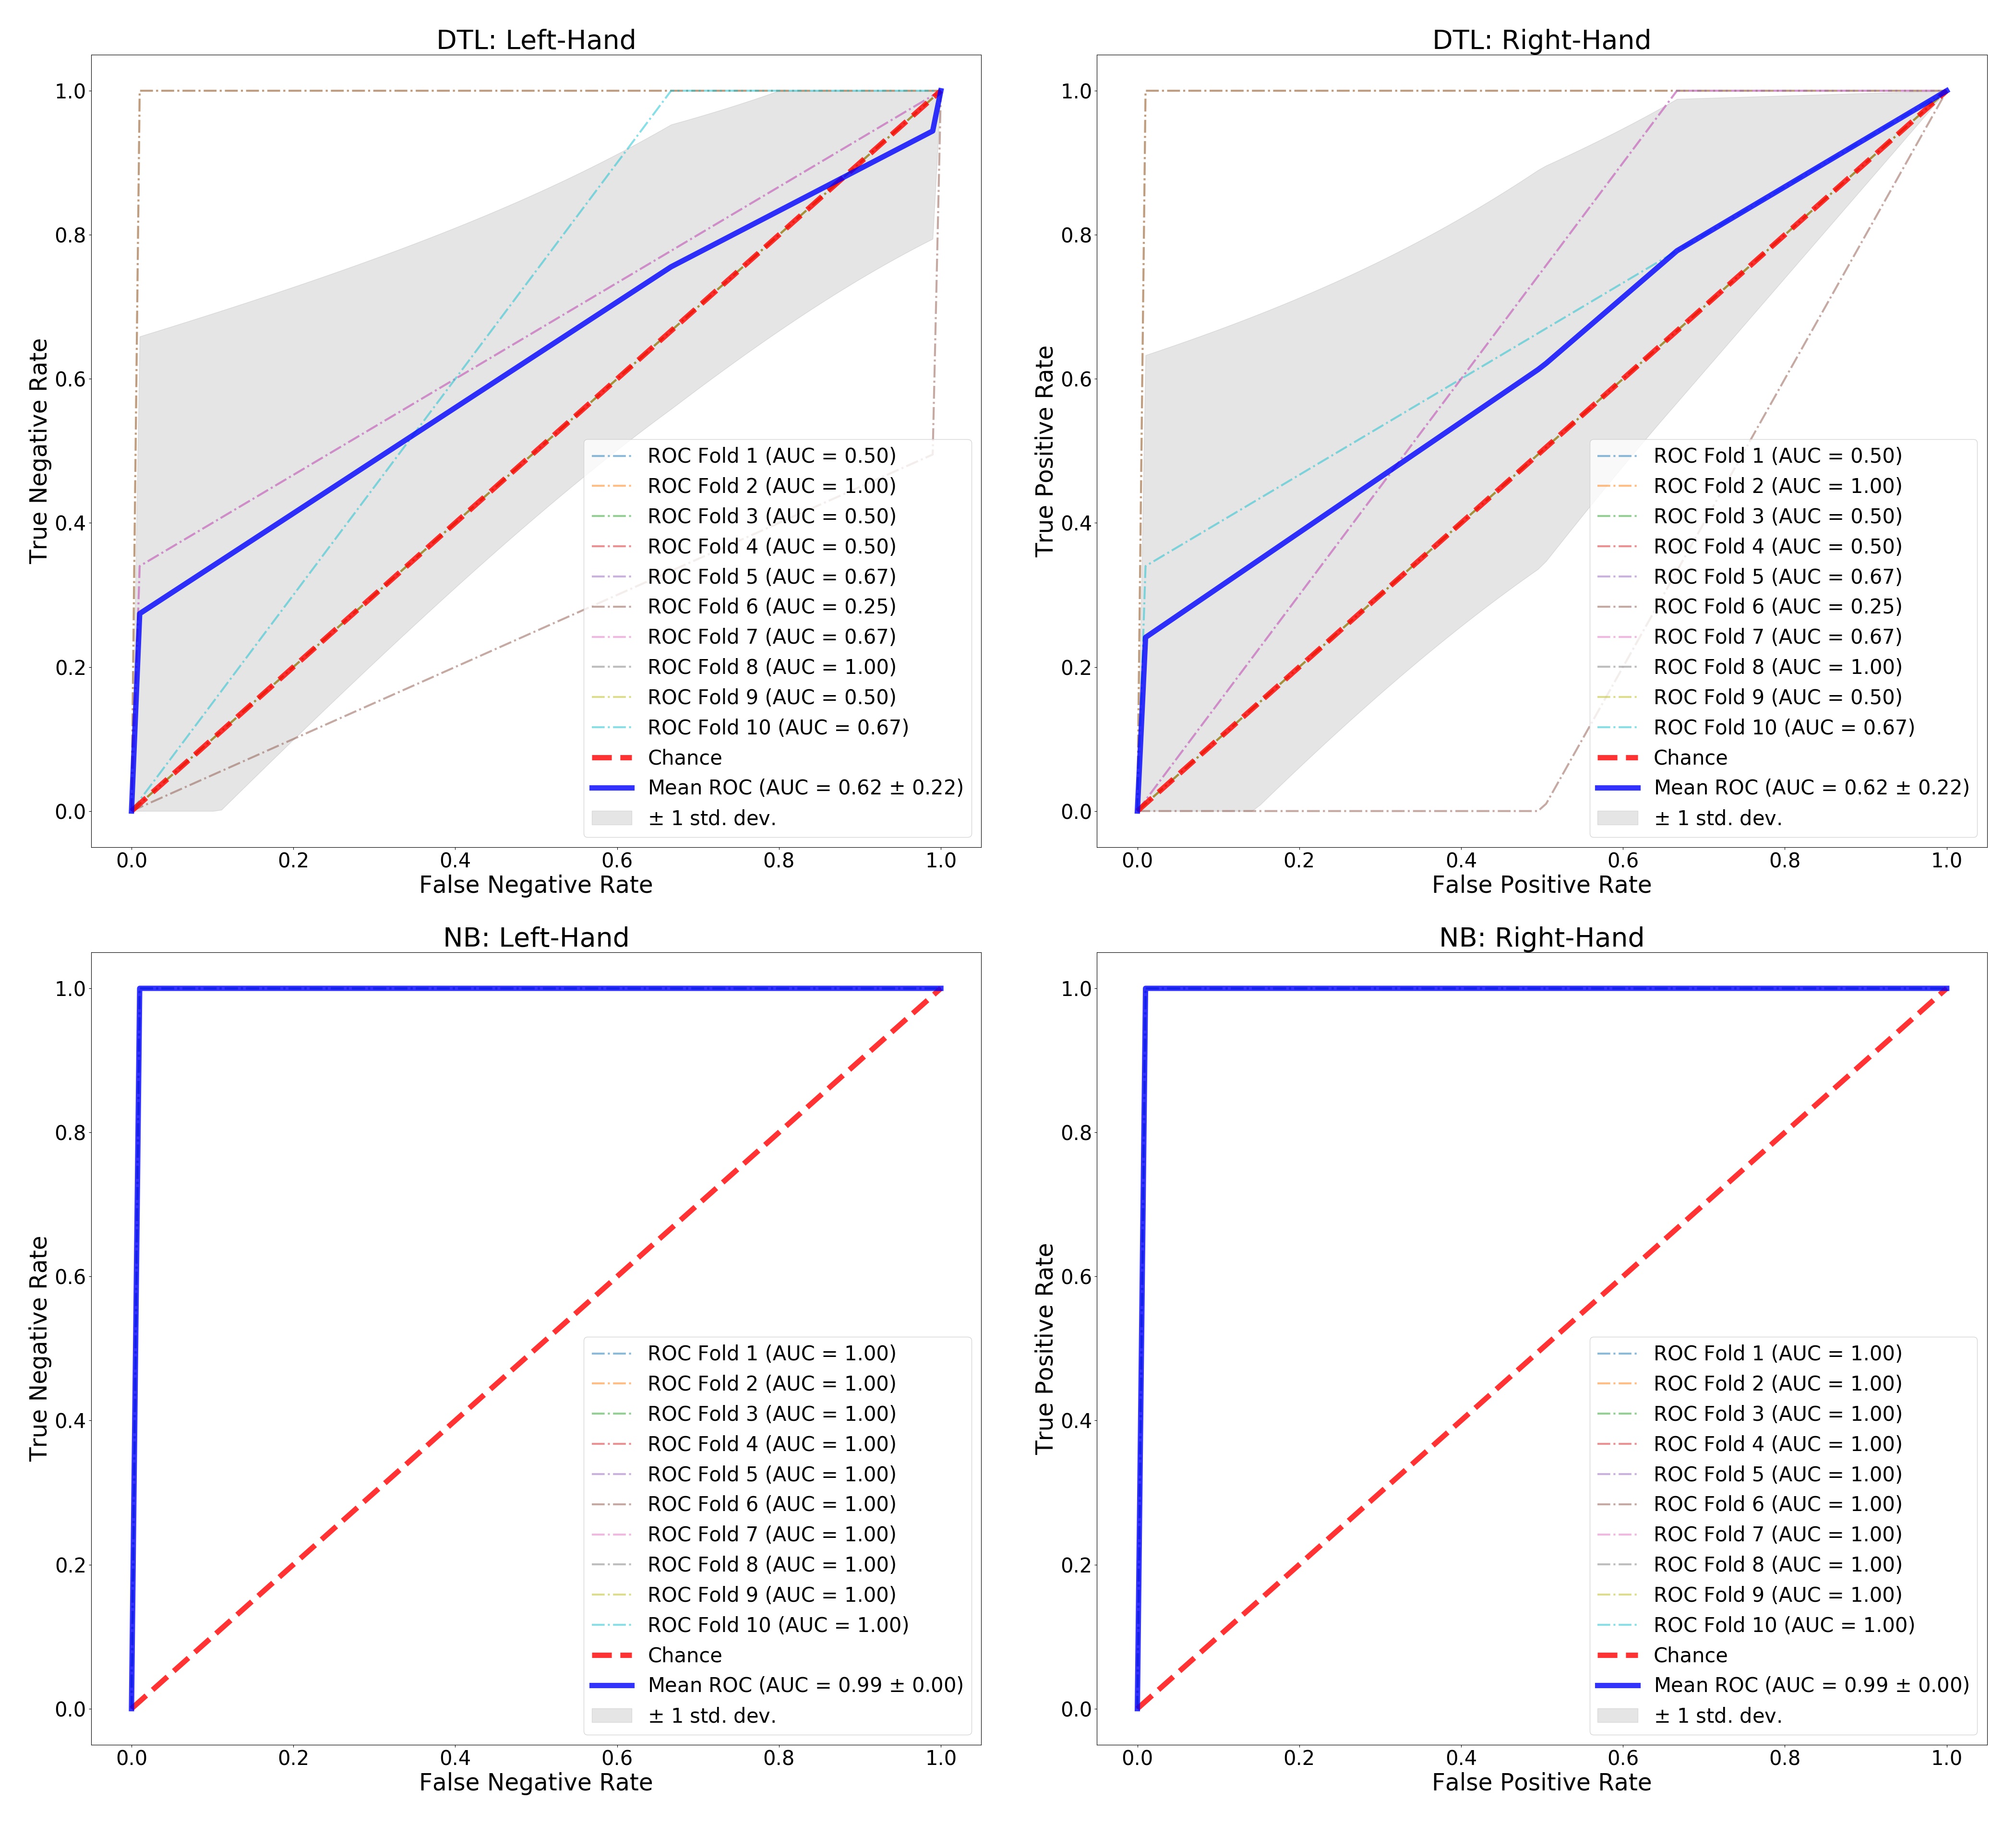 DTL: Left-Hand
True Negative Rate
1.0
0.8
0.6
0.4
0.2
0.0
ROC Fold 1 (AUC = 0.50)
ROC Fold 2 (AUC = 1.00)
ROC Fold 3 (AUC = 0.50)
ROC Fold 4 (AUC = 0.50)
ROC Fold 5 (AUC = 0.67)
ROC Fold 6 (AUC = 0.25)
ROC Fold 7 (AUC = 0.67)
ROC Fold 8 (AUC = 1.00)
ROC Fold 9 (AUC = 0.50)
ROC Fold 10 (AUC = 0.67)
Chance
Mean ROC (AUC = 0.62 ± 0.22)
± 1 std. dev.
0.0 0.2 0.4 0.6 0.8 1.0
False Negative Rate
DTL: Right-Hand
True Positive Rate
1.0
0.8
0.6
0.4
0.2
0.0
ROC Fold 1 (AUC = 0.50)
ROC Fold 2 (AUC = 1.00)
ROC Fold 3 (AUC = 0.50)
ROC Fold 4 (AUC = 0.50)
ROC Fold 5 (AUC = 0.67)
ROC Fold 6 (AUC = 0.25)
ROC Fold 7 (AUC = 0.67)
ROC Fold 8 (AUC = 1.00)
ROC Fold 9 (AUC = 0.50)
ROC Fold 10 (AUC = 0.67)
Chance
Mean ROC (AUC = 0.62 ± 0.22)
± 1 std. dev.
0.0 0.2 0.4 0.6 0.8 1.0
False Positive Rate
NB: Left-Hand
True Negative Rate
1.0
0.8
0.6
0.4
0.2
0.0
ROC Fold 1 (AUC = 1.00)
ROC Fold 2 (AUC = 1.00)
ROC Fold 3 (AUC = 1.00)
ROC Fold 4 (AUC = 1.00)
ROC Fold 5 (AUC = 1.00)
ROC Fold 6 (AUC = 1.00)
ROC Fold 7 (AUC = 1.00)
ROC Fold 8 (AUC = 1.00)
ROC Fold 9 (AUC = 1.00)
ROC Fold 10 (AUC = 1.00)
Chance
Mean ROC (AUC = 0.99 ± 0.00)
± 1 std. dev.
0.0 0.2 0.4 0.6 0.8 1.0
False Negative Rate
NB: Right-Hand
True Positive Rate
1.0
0.8
0.6
0.4
0.2
0.0
ROC Fold 1 (AUC = 1.00)
ROC Fold 2 (AUC = 1.00)
ROC Fold 3 (AUC = 1.00)
ROC Fold 4 (AUC = 1.00)
ROC Fold 5 (AUC = 1.00)
ROC Fold 6 (AUC = 1.00)
ROC Fold 7 (AUC = 1.00)
ROC Fold 8 (AUC = 1.00)
ROC Fold 9 (AUC = 1.00)
ROC Fold 10 (AUC = 1.00)
Chance
Mean ROC (AUC = 0.99 ± 0.00)
± 1 std. dev.
0.0 0.2 0.4 0.6 0.8 1.0
False Positive Rate